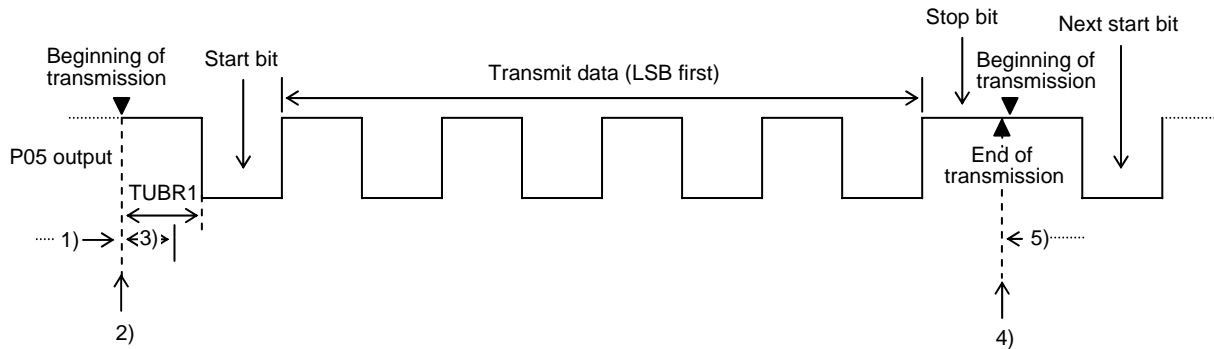 Stop bit
Next start bit
Beginning of
transmission
Start bit
Transmit data (LSB first)
Beginning of
transmission
P05 output
TUBR1
End of
transmission
1)
3)
5)
2)
4)